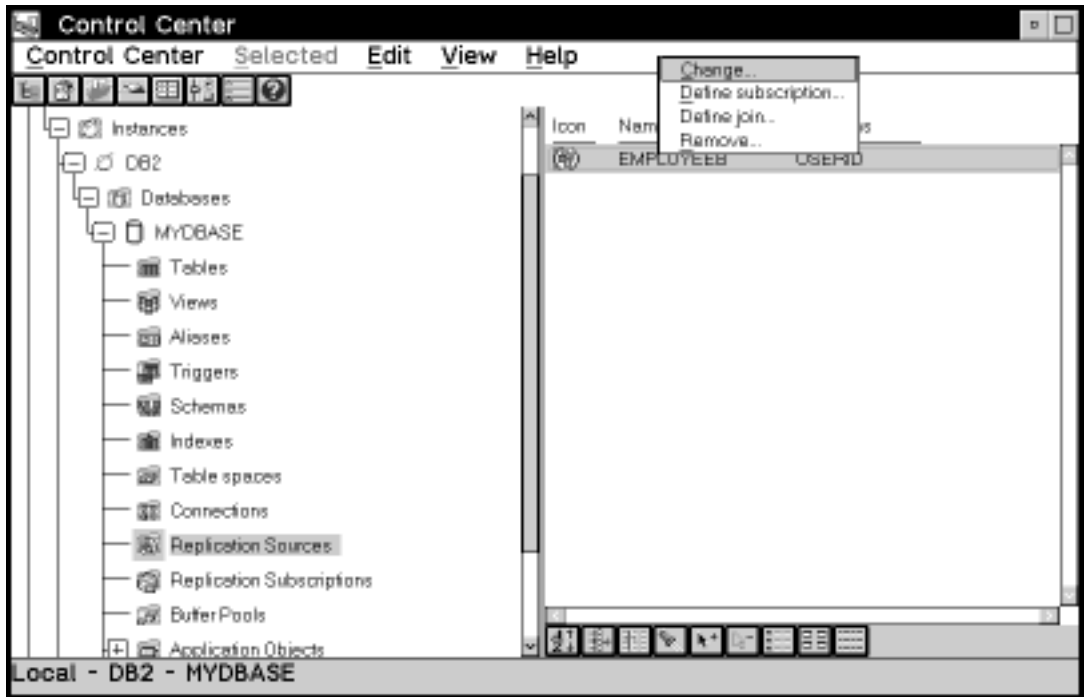 Control Center
Control Center Selected Edit View Help
Change...
Define subscription...
Define join...
Remove...
Icon
Instances
DB2
Databases
MYDBASE
Tables
Views
Aliases
Triggers
Schemas
Indexes
Table spaces
Connections
Replication Sources
Replication Subscriptions
Buffer Pools
Application Objects
EMPLOYEEB USERID
Local - DB2 - MYDBASE